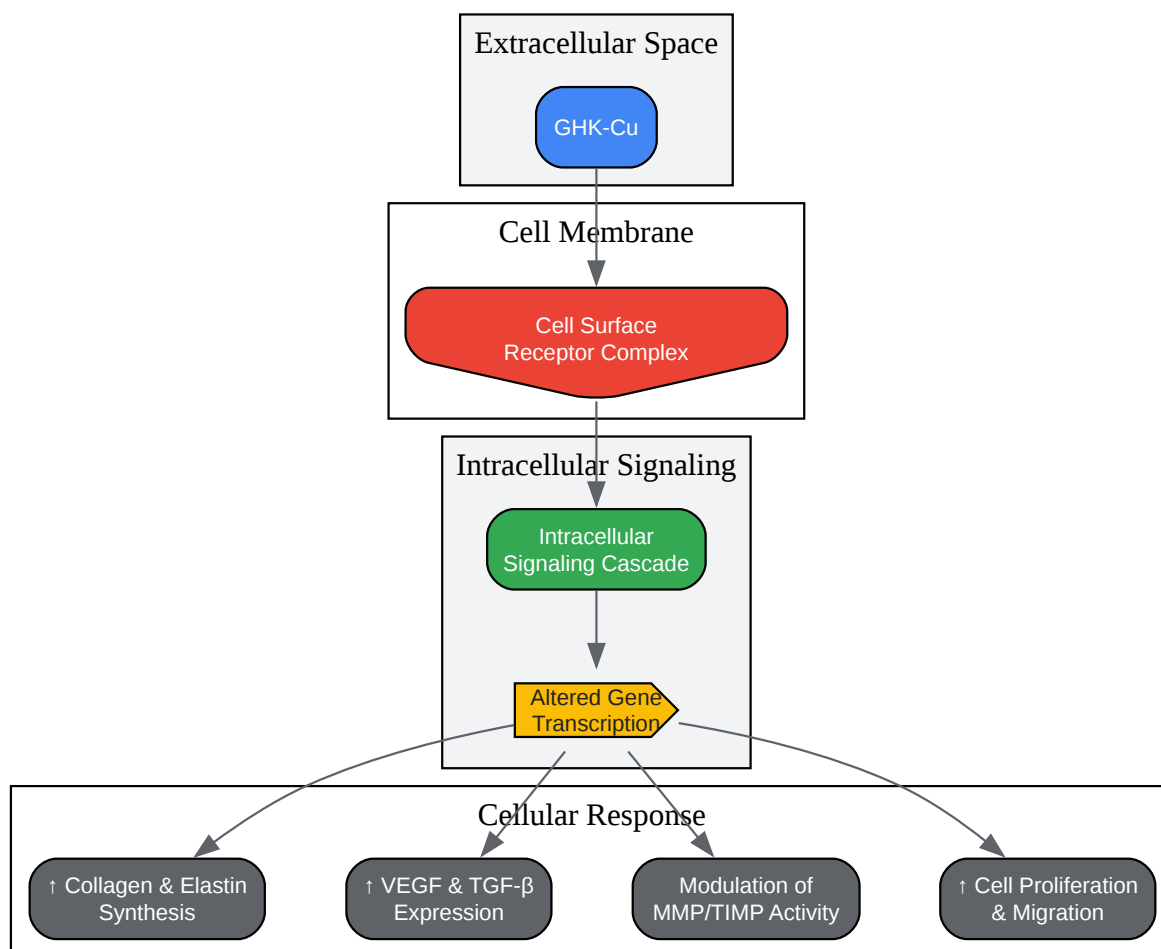 Extracellular Space
GHK-Cu
Cell Membrane
Cell Surface
Receptor Complex
Intracellular Signaling
Intracellular
Signaling Cascade
Altered Gene
Transcription
Cellular Response
↑ Collagen & Elastin
Synthesis
↑ VEGF & TGF-β
Expression
Modulation of
MMP/TIMP Activity
↑ Cell Proliferation
& Migration